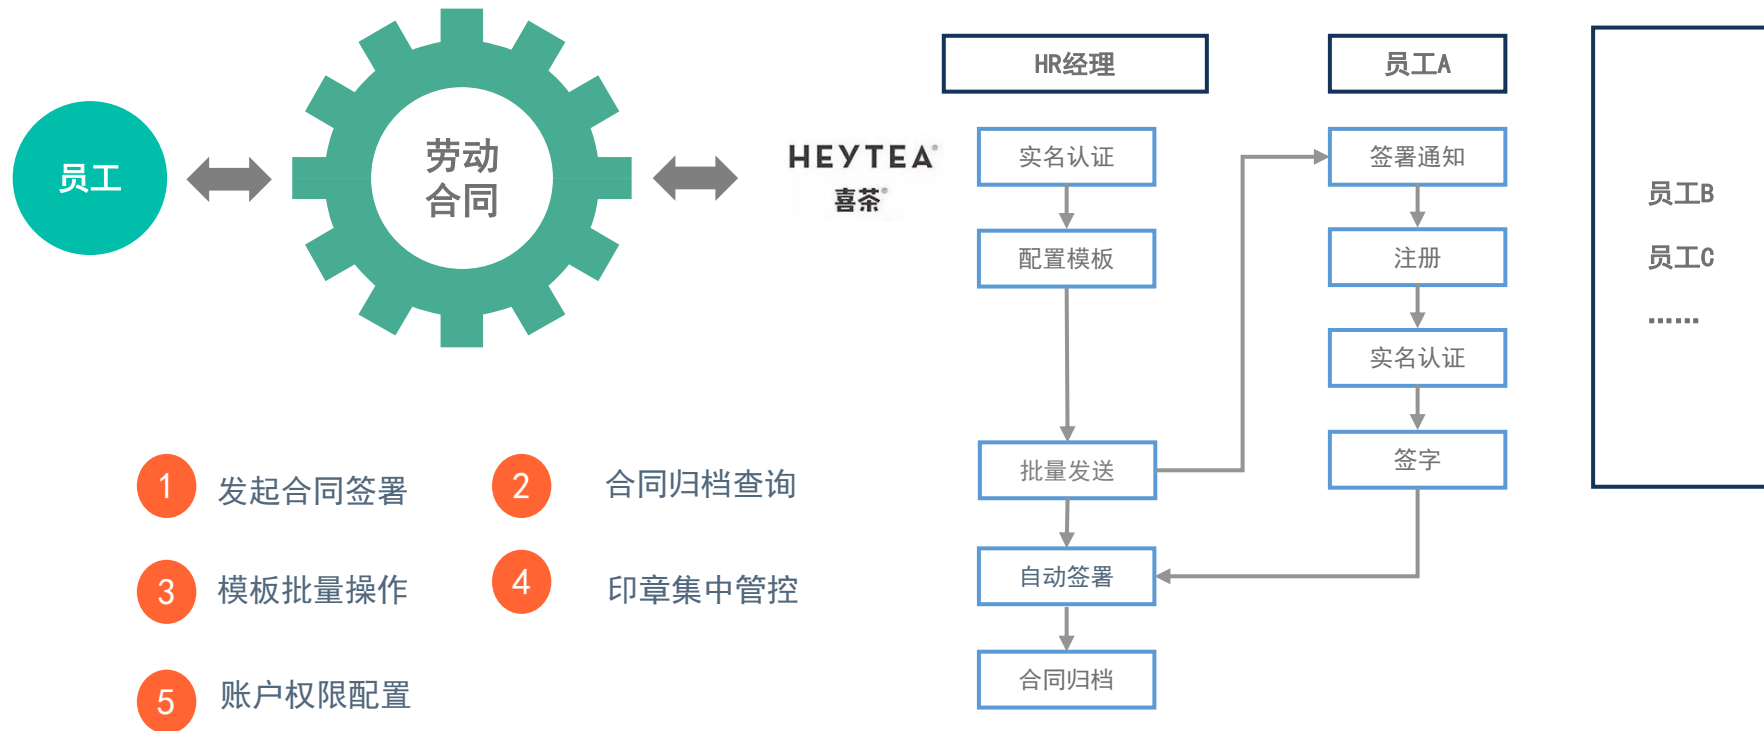 员工
劳动
合同
HEYTEA®
喜茶®
1
发起合同签署
2
合同归档查询
3
模板批量操作
4
印章集中管控
5
账户权限配置
HR经理
实名认证
配置模板
批量发送
自动签署
合同归档
员工A
签署通知
注册
实名认证
签字
员工B
员工C
……